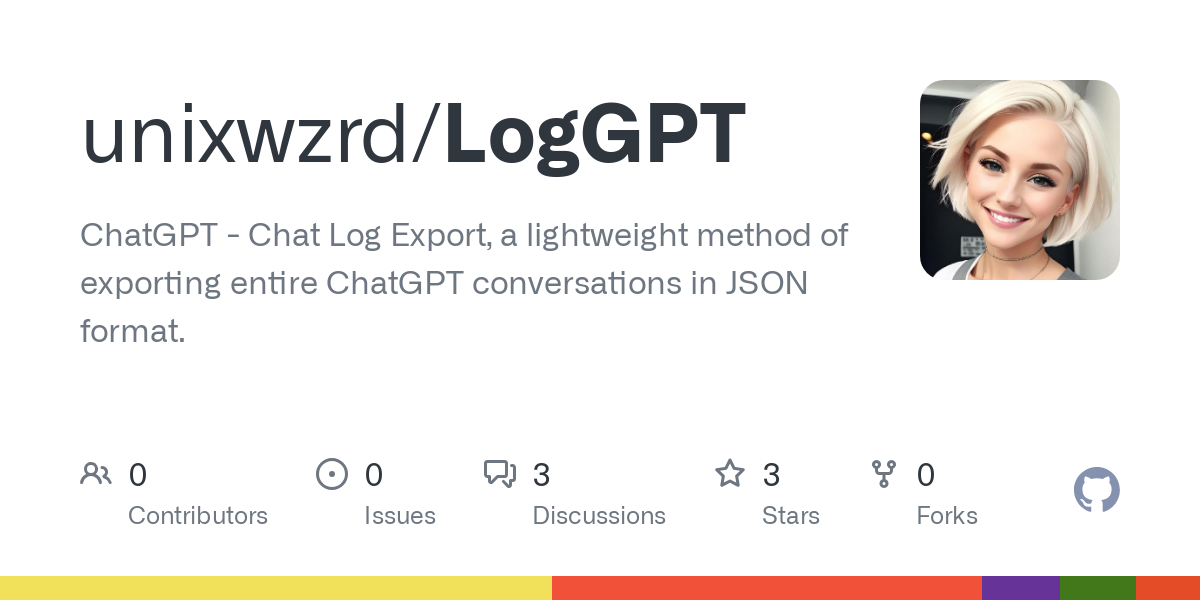 unixwzrd/LogGPT
ChatGPT - Chat Log Export, a lightweight method of
exporting entire ChatGPT conversations in JSON
format.
0
Contributors
0
Issues
3
Discussions
3
Stars
0
Forks